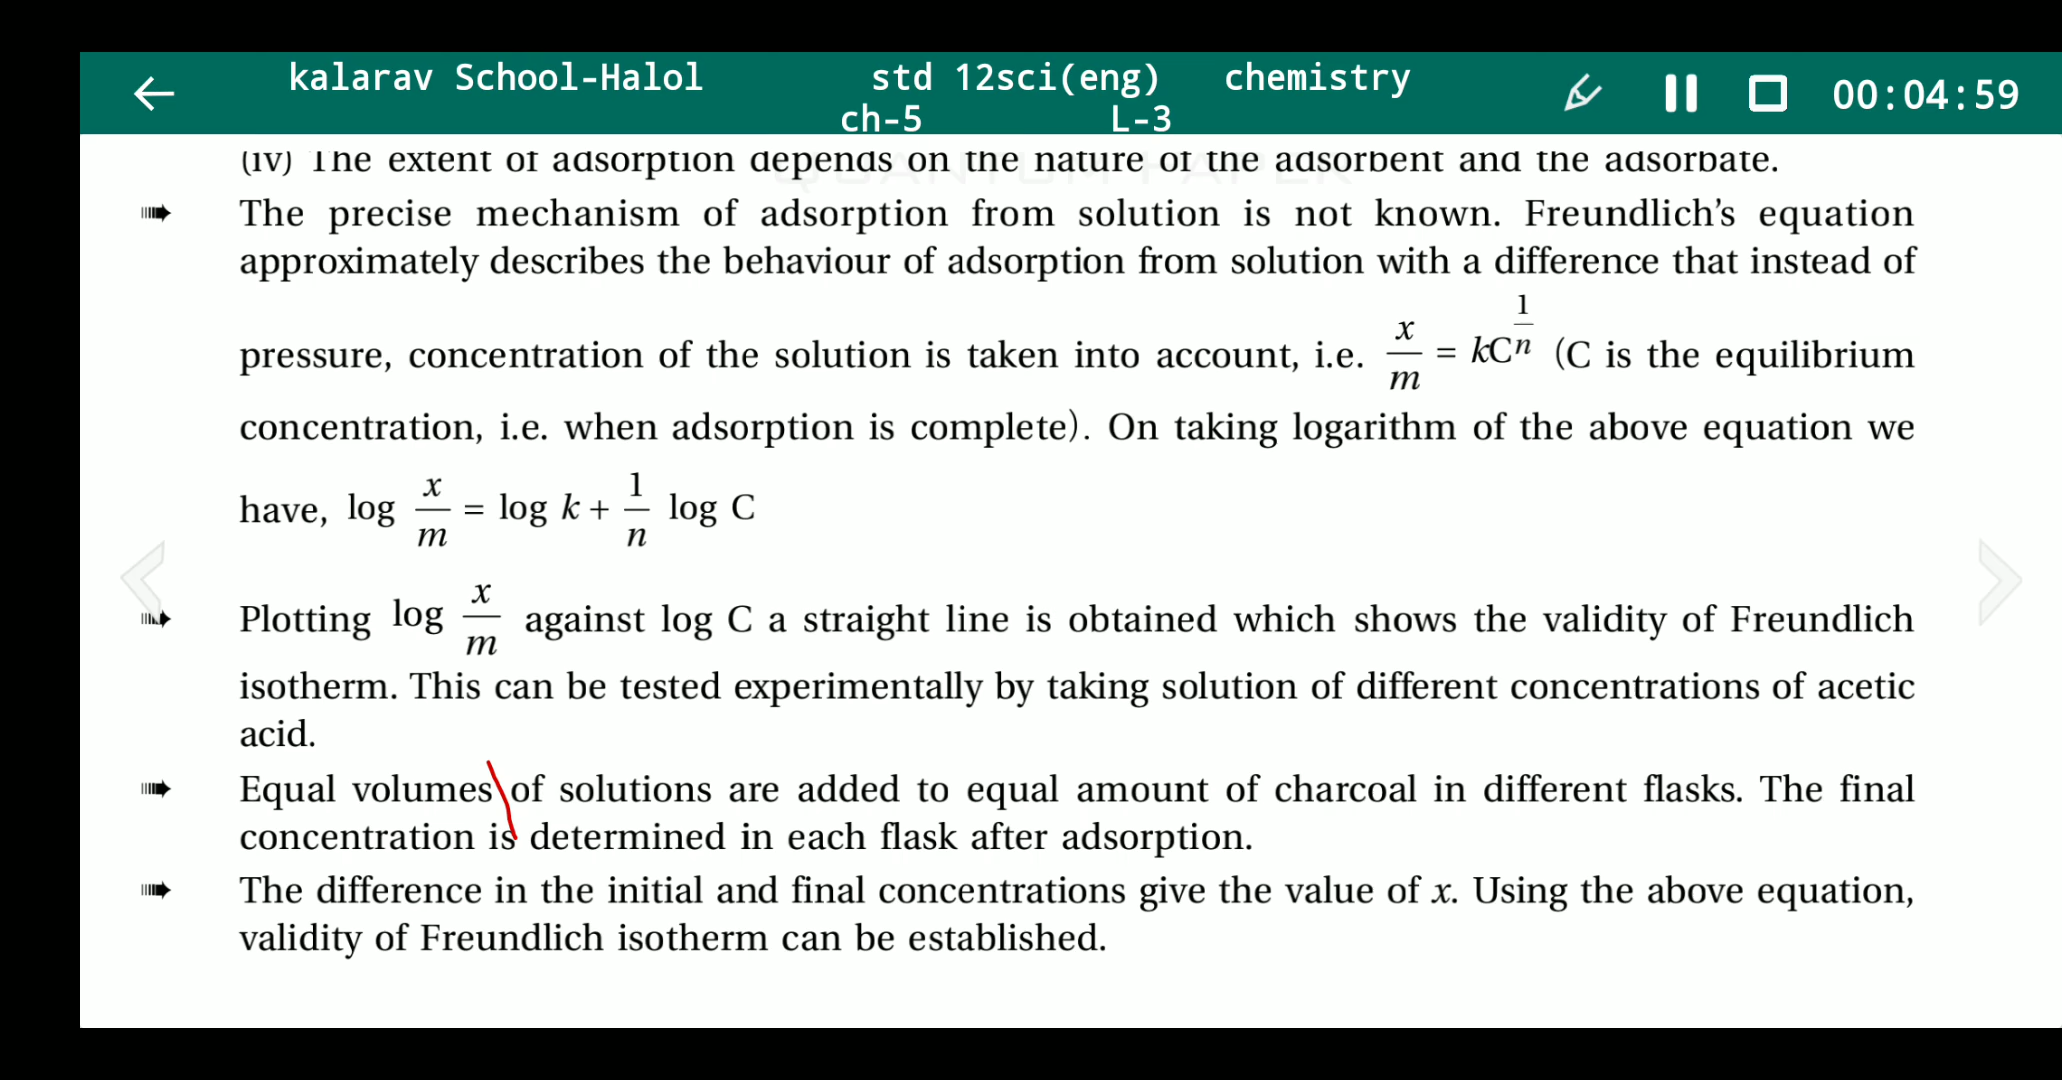 kalarav School-Halol std 12sci(eng) chemistry
ch-5 L-3
00:04:59
QUANTUM PAPER
(iv) The extent of adsorption depends on the nature of the adsorbent and the adsorbate.
The precise mechanism of adsorption from solution is not known. Freundlich's equation
approximately describes the behaviour of adsorption from solution with a difference that instead of
pressure, concentration of the solution is taken into account, i.e. x/m = kC^(1/n) (C is the equilibrium
concentration, i.e. when adsorption is complete). On taking logarithm of the above equation we
have, log x/m = log k + 1/n log C
Plotting log x/m against log C a straight line is obtained which shows the validity of Freundlich
isotherm. This can be tested experimentally by taking solution of different concentrations of acetic
acid.
Equal volumes of solutions are added to equal amount of charcoal in different flasks. The final
concentration is determined in each flask after adsorption.
The difference in the initial and final concentrations give the value of x. Using the above equation,
validity of Freundlich isotherm can be established.